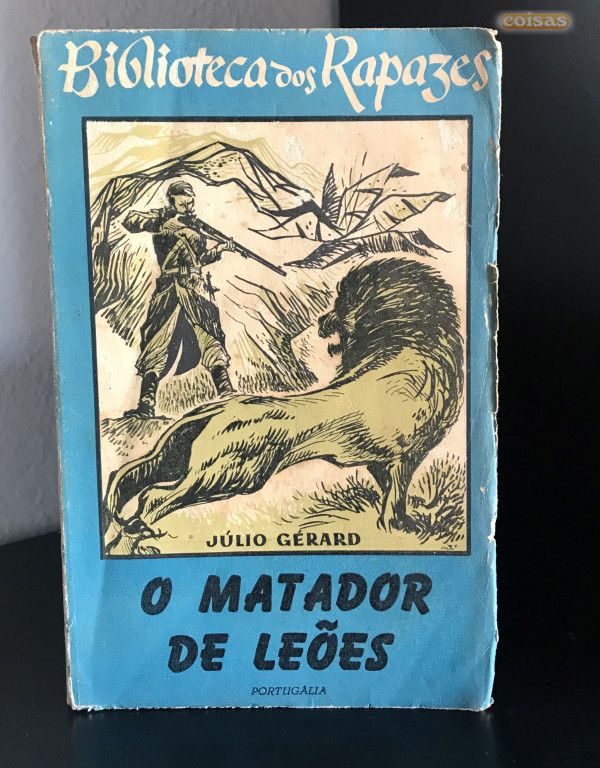 coisas
Biblioteca dos Rapazes
JÚLIO GÉRARD
O MATADOR
DE LEÕES
PORTUGÁLIA